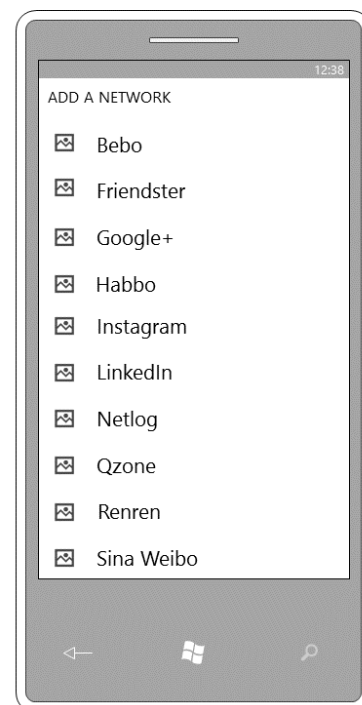 12:38
ADD A NETWORK
Bebo
Friendster
Google+
Habbo
Instagram
LinkedIn
Netlog
Qzone
Renren
Sina Weibo